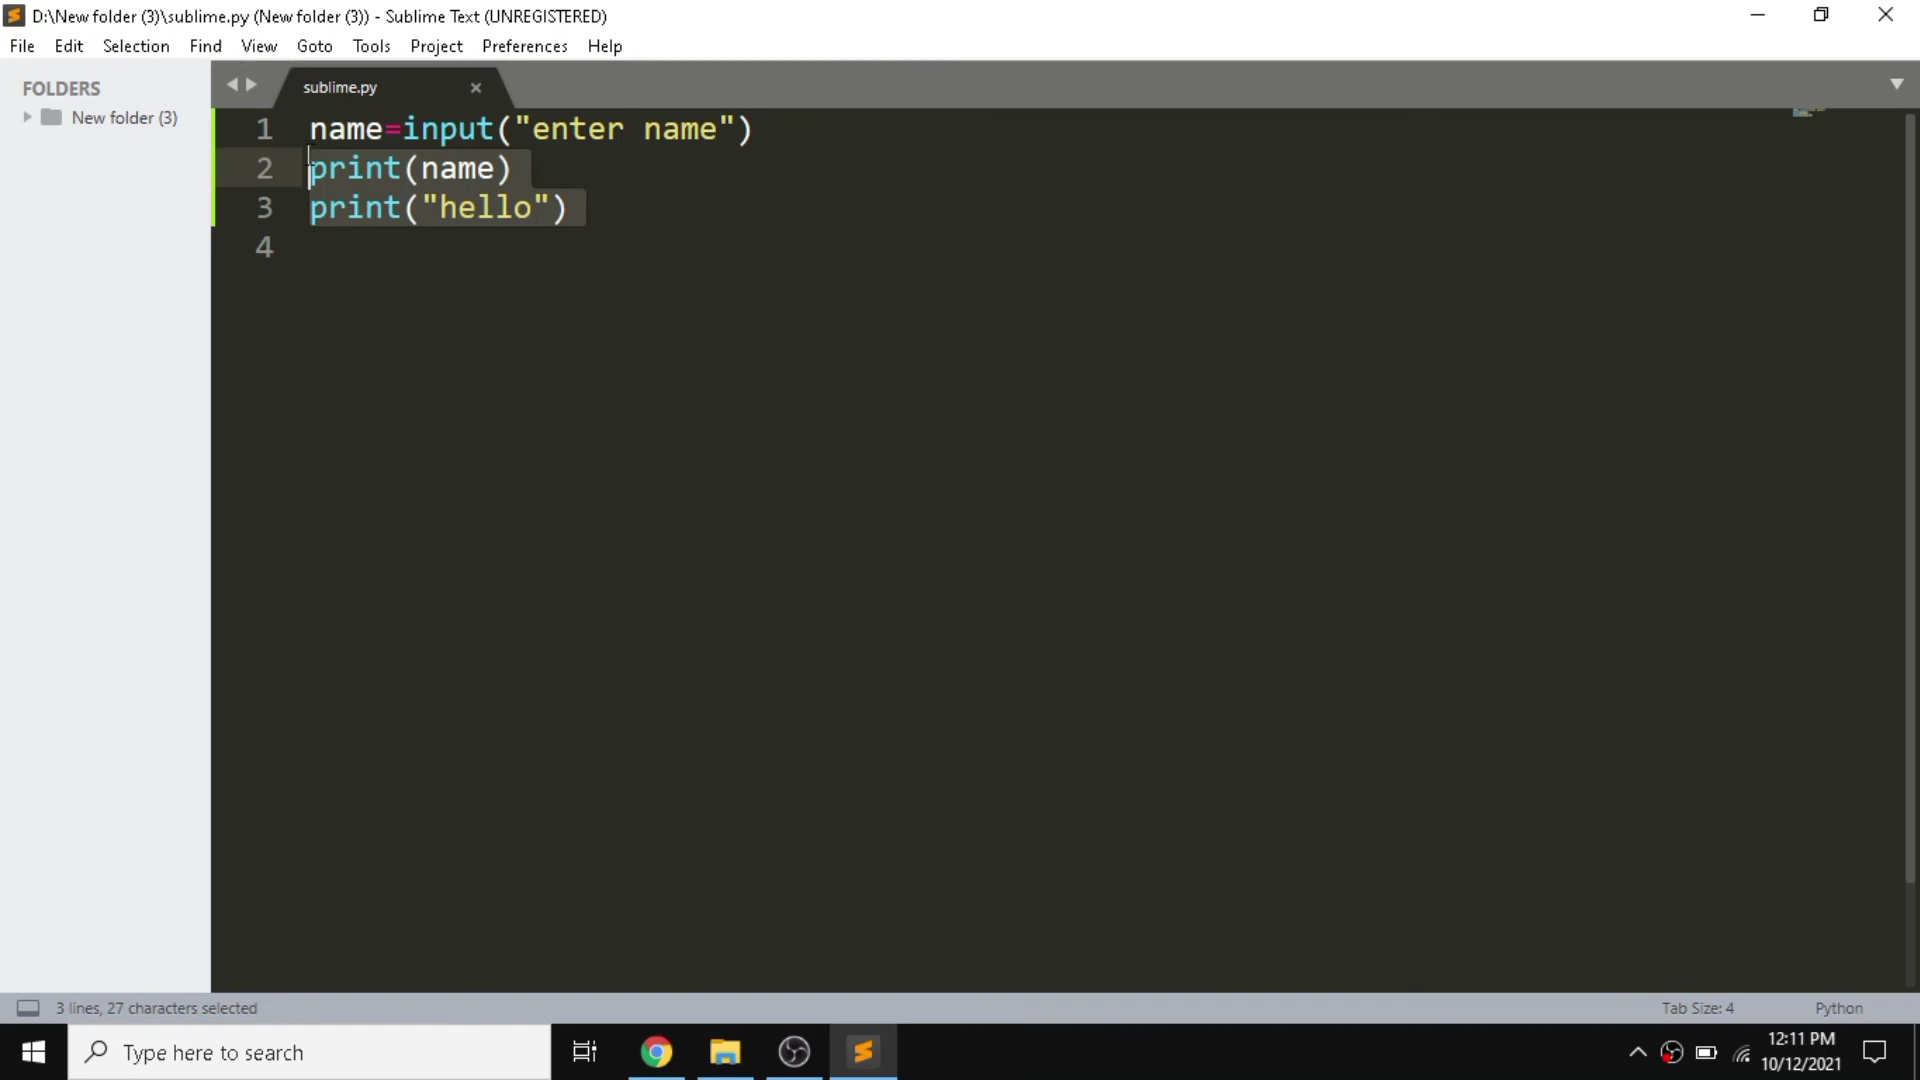 D:\New folder (3)\sublime.py (New folder (3)) - Sublime Text (UNREGISTERED)
File Edit Selection Find View Goto Tools Project Preferences Help
FOLDERS
New folder (3)
sublime.py
1 name=input("enter name")
2 print(name)
3 print("hello")
4
3 lines, 27 characters selected
Tab Size: 4
Python
Type here to search
12:11 PM
10/12/2021